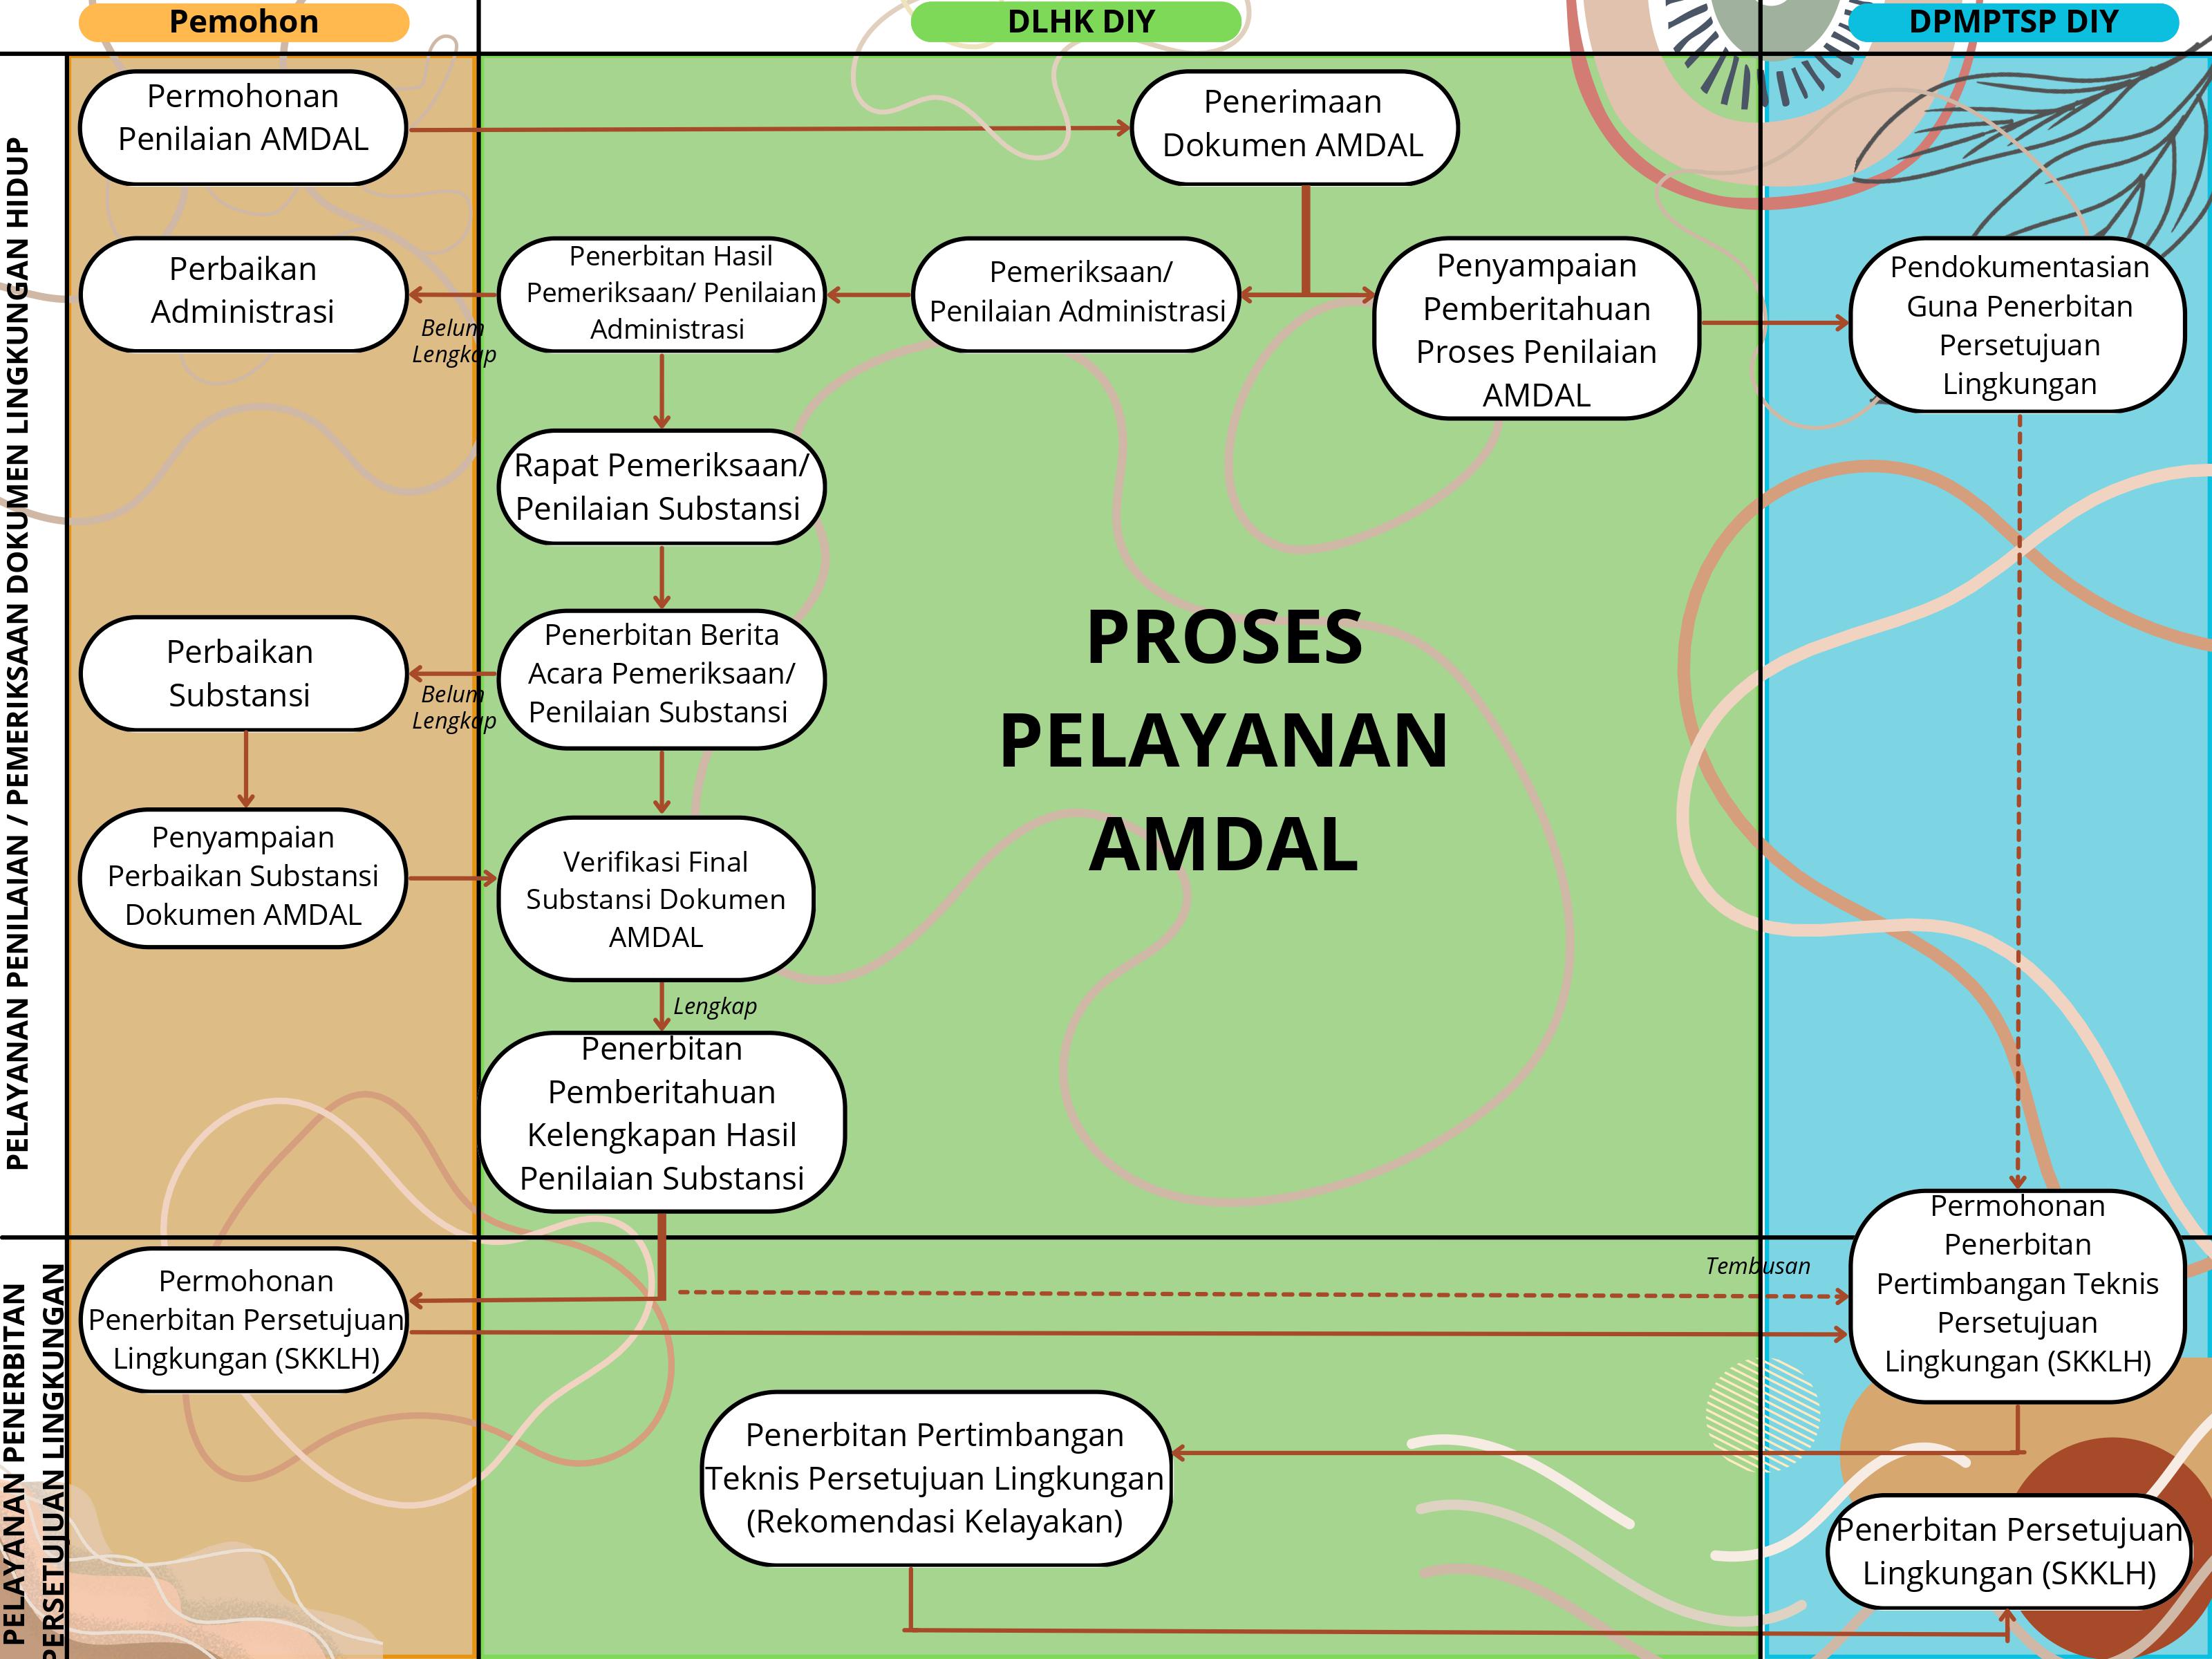 Pemohon
DLHK DIY
DPMPTSP DIY
PELAYANAN PENILAIAN / PEMERIKSAAN DOKUMEN LINGKUNGAN HIDUP
Permohonan
Penilaian AMDAL
Penerimaan
Dokumen AMDAL
Perbaikan
Administrasi
Belum
Lengkap
Penerbitan Hasil
Pemeriksaan/ Penilaian
Administrasi
Pemeriksaan/
Penilaian Administrasi
Penyampaian
Pemberitahuan
Proses Penilaian
AMDAL
Pendokumentasian
Guna Penerbitan
Persetujuan
Lingkungan
Rapat Pemeriksaan/
Penilaian Substansi
Perbaikan
Substansi
Belum
Lengkap
Penerbitan Berita
Acara Pemeriksaan/
Penilaian Substansi
PROSES
PELAYANAN
AMDAL
Penyampaian
Perbaikan Substansi
Dokumen AMDAL
Verifikasi Final
Substansi Dokumen
AMDAL
Lengkap
Penerbitan
Pemberitahuan
Kelengkapan Hasil
Penilaian Substansi
PELAYANAN PENERBITAN
PERSETUJUAN LINGKUNGAN
Permohonan
Penerbitan Persetujuan
Lingkungan (SKKLH)
Tembusan
Permohonan
Penerbitan
Pertimbangan Teknis
Persetujuan
Lingkungan (SKKLH)
Penerbitan Pertimbangan
Teknis Persetujuan Lingkungan
(Rekomendasi Kelayakan)
Penerbitan Persetujuan
Lingkungan (SKKLH)